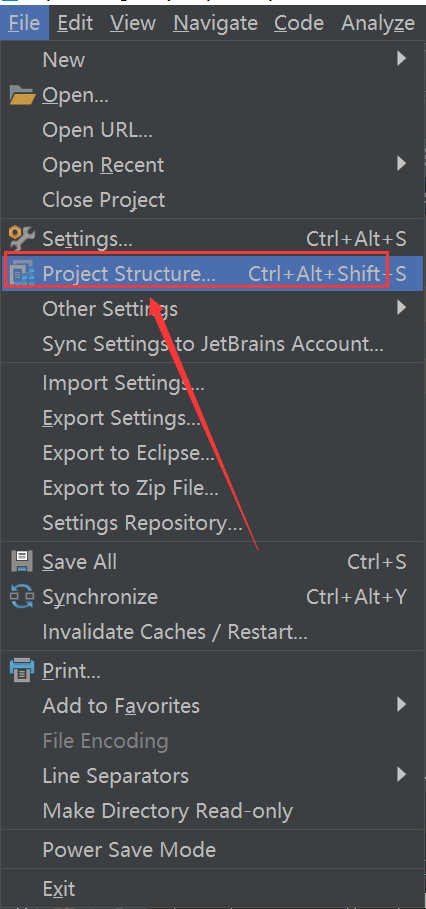 File Edit View Navigate Code Analyze
New
Open...
Open URL...
Open Recent
Close Project
Settings... Ctrl+Alt+S
Project Structure... Ctrl+Alt+Shift+S
Other Settings
Sync Settings to JetBrains Account...
Import Settings...
Export Settings...
Export to Eclipse...
Export to Zip File...
Settings Repository...
Save All Ctrl+S
Synchronize Ctrl+Alt+Y
Invalidate Caches / Restart...
Print...
Add to Favorites
File Encoding
Line Separators
Make Directory Read-only
Power Save Mode
Exit